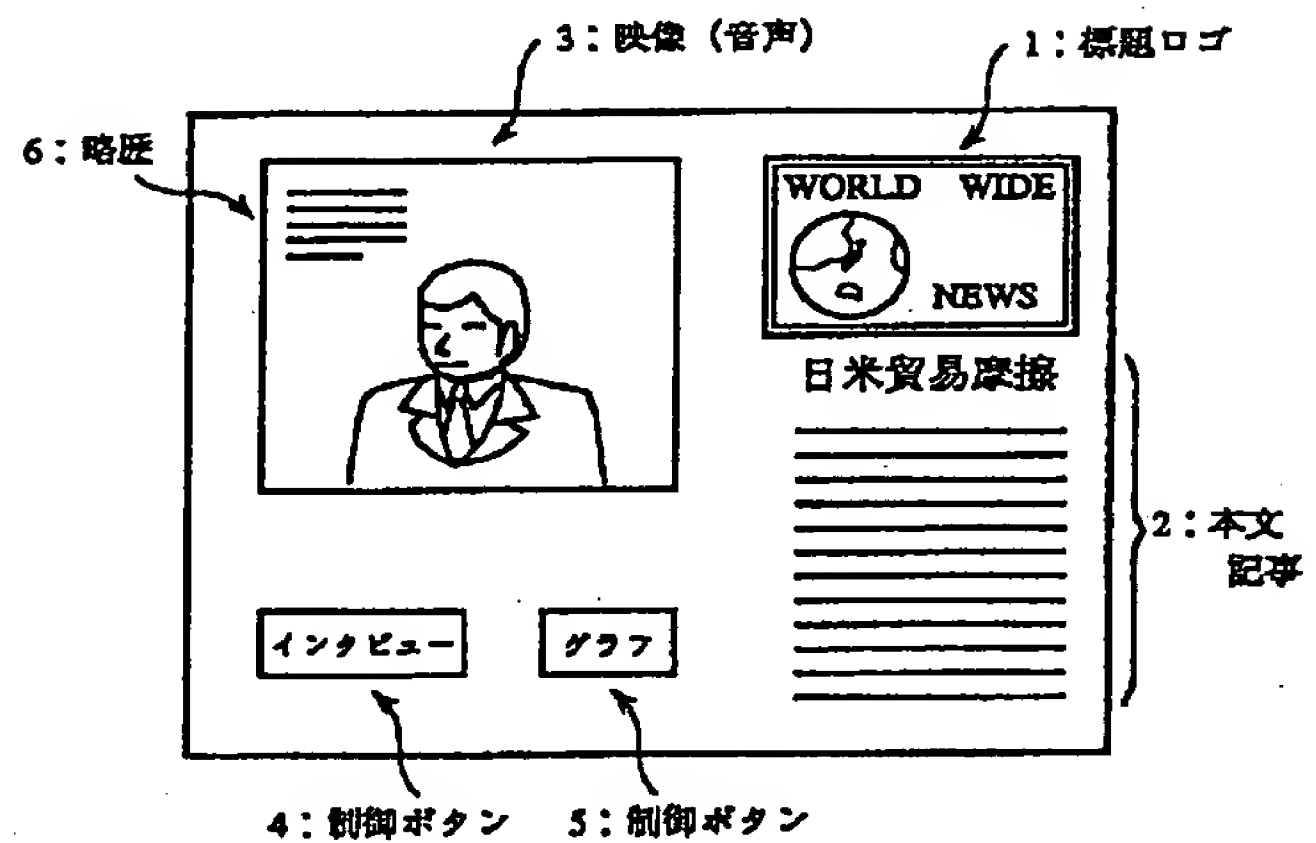 3:映像(音声)
1:標題ロゴ
6:略歴
WORLD WIDE
NEWS
日米貿易摩擦
2:本文
記事
インタビュー
グラフ
4:制御ボタン
5:制御ボタン